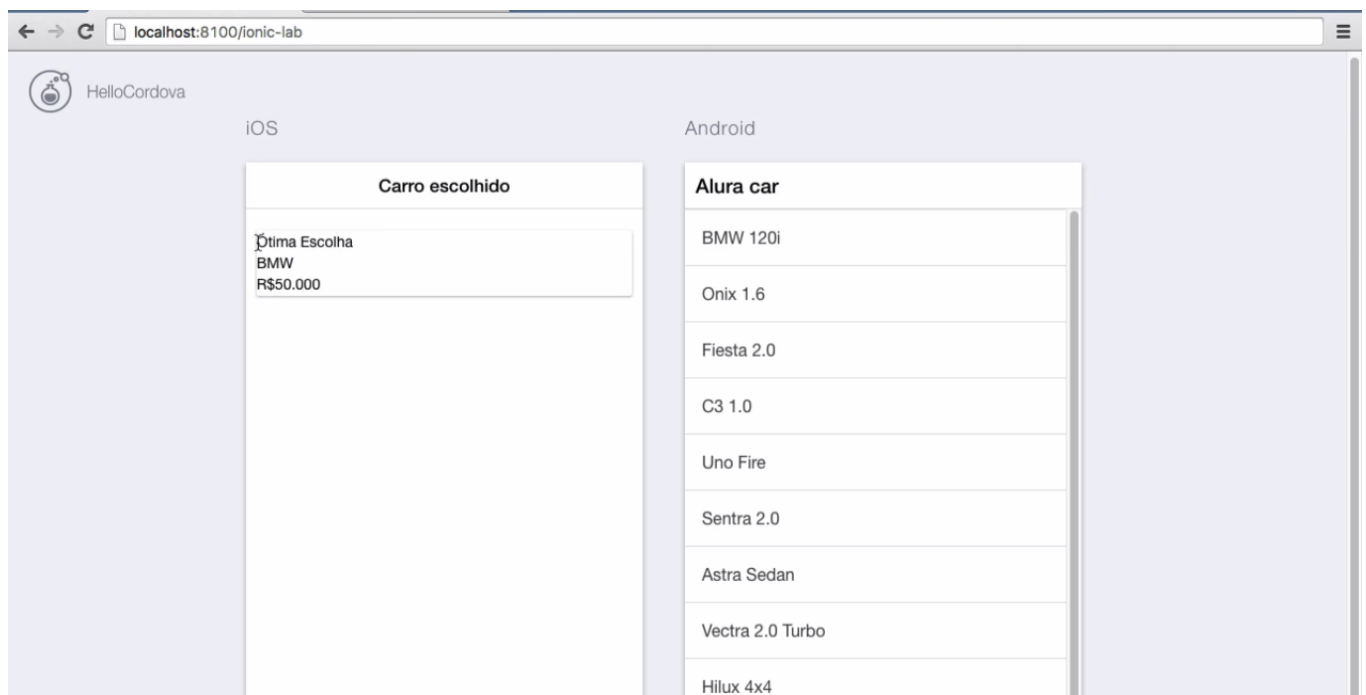 localhost:8100/ionic-lab
HelloCordova
iOS
Carro escolhido
Ótima Escolha
BMW
R$50.000
Android
Alura car
BMW 120i
Onix 1.6
Fiesta 2.0
C3 1.0
Uno Fire
Sentra 2.0
Astra Sedan
Vectra 2.0 Turbo
Hilux 4x4